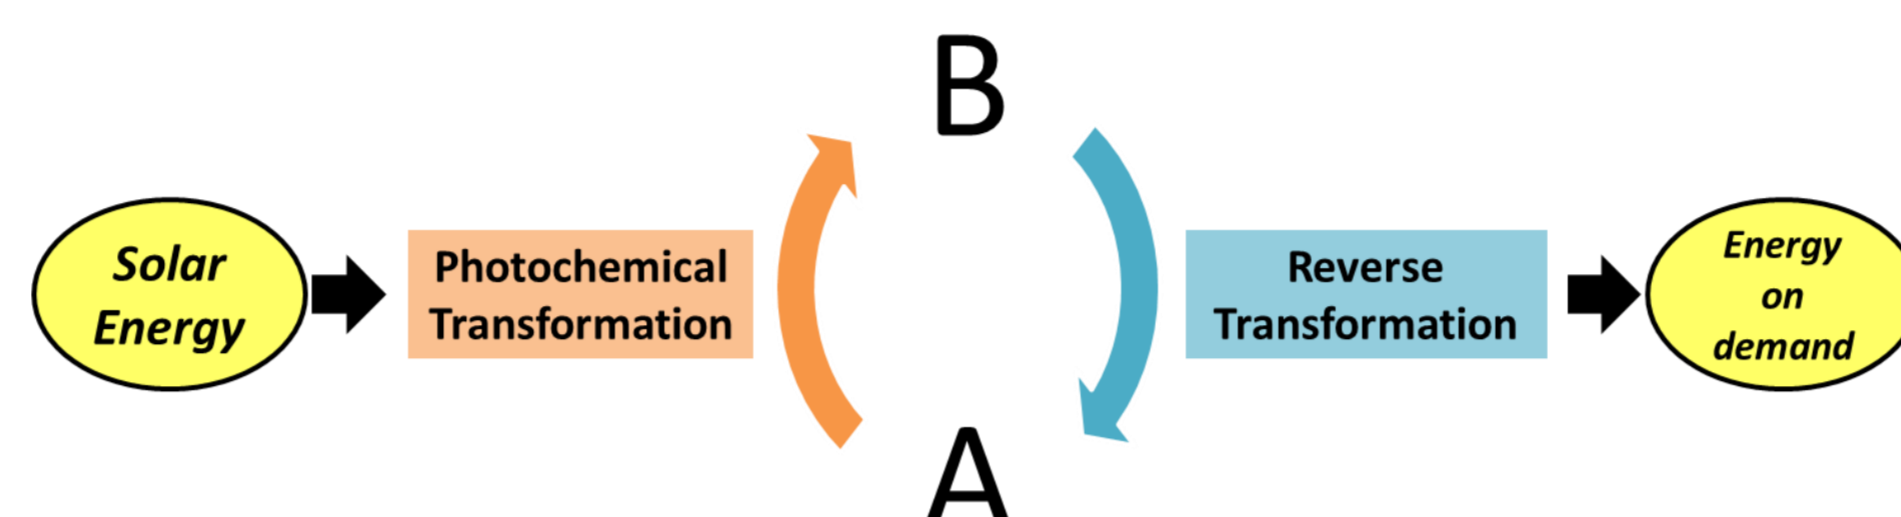 B
Solar
Energy
Photochemical
Transformation
Reverse
Transformation
Energy
on
demand
A